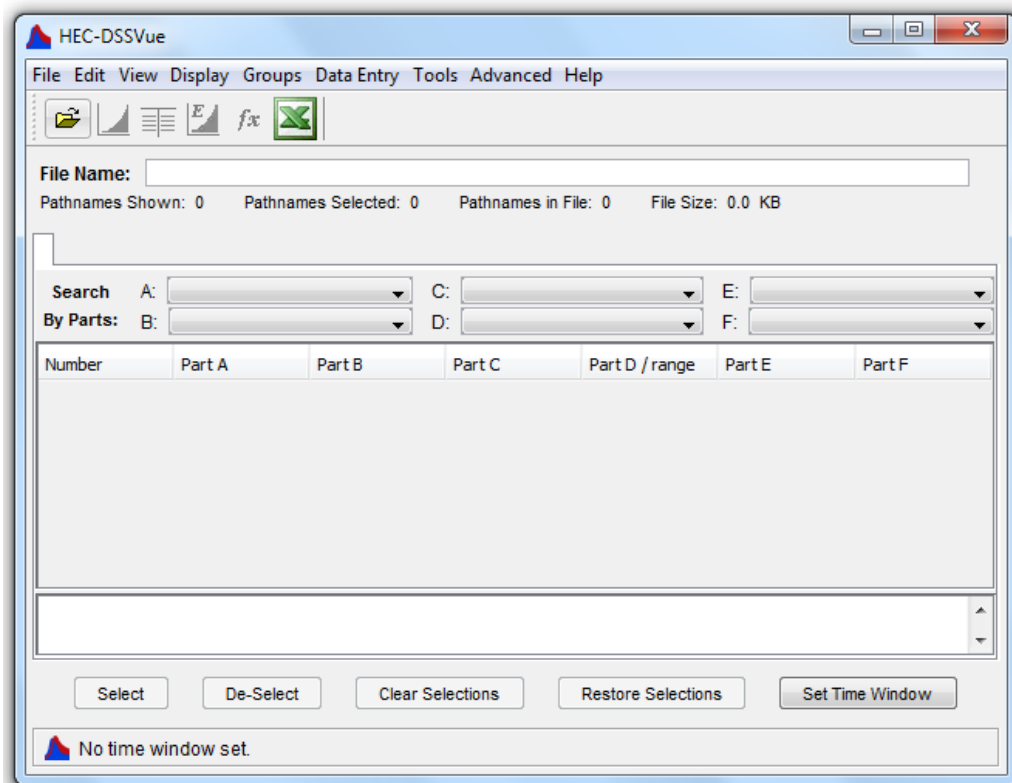 HEC-DSSVue
File Edit View Display Groups Data Entry Tools Advanced Help
E fx
File Name:
Pathnames Shown: 0 Pathnames Selected: 0 Pathnames in File: 0 File Size: 0.0 KB
Search A: C: E:
By Parts: B: D: F:
Number Part A Part B Part C Part D / range Part E Part F
Select De-Select Clear Selections Restore Selections Set Time Window
No time window set.